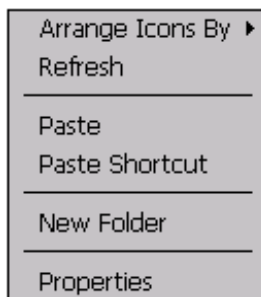 Arrange Icons By
Refresh
Paste
Paste Shortcut
New Folder
Properties